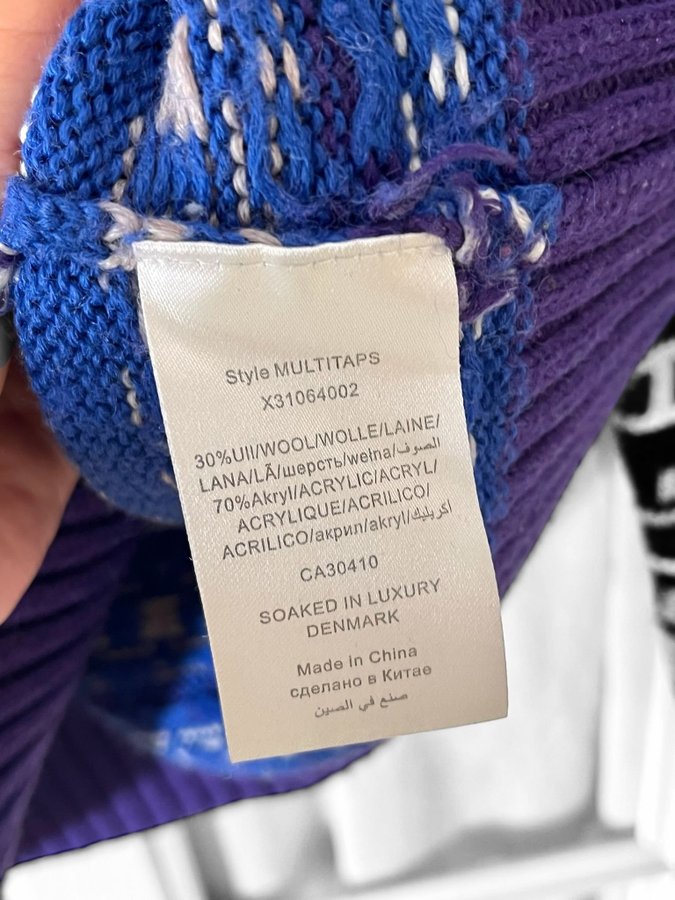 Style MULTITAPS
X31064002
30%Ull/WOOL/WOLLE/LAINE/
LANA/LÃ/шерсть/wełna/الصوف
70%Akryl/ACRYLIC/ACRYL/
ACRYLIQUE/ACRILICO/
ACRILICO/акрил/akryl/اكريليك
CA30410
SOAKED IN LUXURY
DENMARK
Made in China
сделано в Китае
صنع في الصين